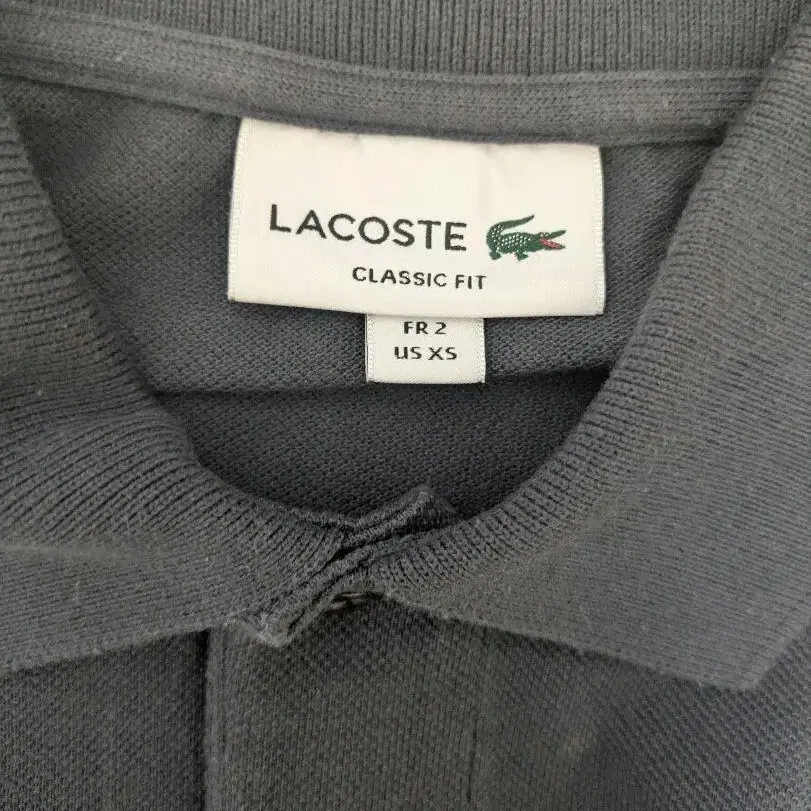 LACOSTE
CLASSIC FIT
FR 2
US XS